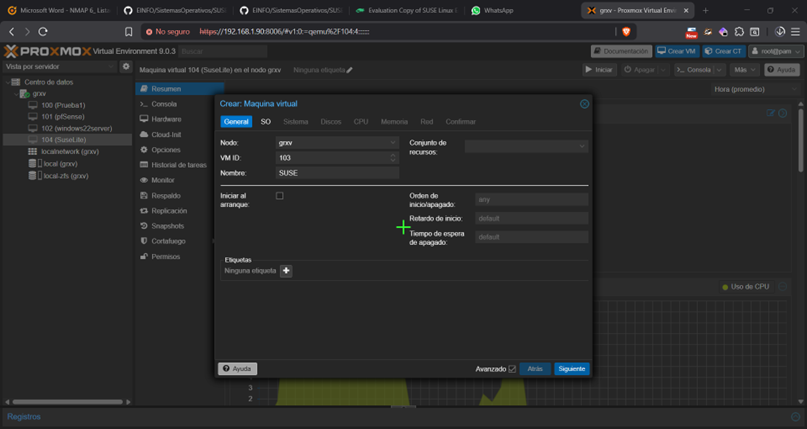 Microsoft Word - NMAP 6_ Lista
EINFO/SistemasOperativos/SUSE
EINFO/SistemasOperativos/SUSE
Evaluation Copy of SUSE Linux E
WhatsApp
grxv - Proxmox Virtual Envi
No seguro https://192.168.1.90:8006/#v1:0:=qemu%2F104:4:::::
New
PROXMOX Virtual Environment 9.0.3 Buscar
Documentación Crear VM Crear CT root@pam
Vista por servidor
Maquina virtual 104 (SuseLite) en el nodo grxv Ninguna etiqueta
Iniciar Apagar Consola Más Ayuda
Centro de datos
grxv
100 (Prueba1)
101 (pfSense)
102 (windows22server)
104 (SuseLite)
localnetwork (grxv)
local (grxv)
local-zfs (grxv)
Resumen
Consola
Hardware
Cloud-Init
Opciones
Historial de tareas
Monitor
Respaldo
Replicación
Snapshots
Cortafuego
Permisos
Hora (promedio)
Crear: Maquina virtual
General SO Sistema Discos CPU Memoria Red Confirmar
Nodo: grxv
VM ID: 103
Nombre: SUSE
Conjunto de
recursos:
Iniciar al
arranque:
Orden de
inicio/apagado: any
Retardo de inicio: default
Tiempo de espera
de apagado: default
Etiquetas
Ninguna etiqueta
Ayuda
Avanzado Atrás Siguiente
Uso de CPU
3
2
Registros